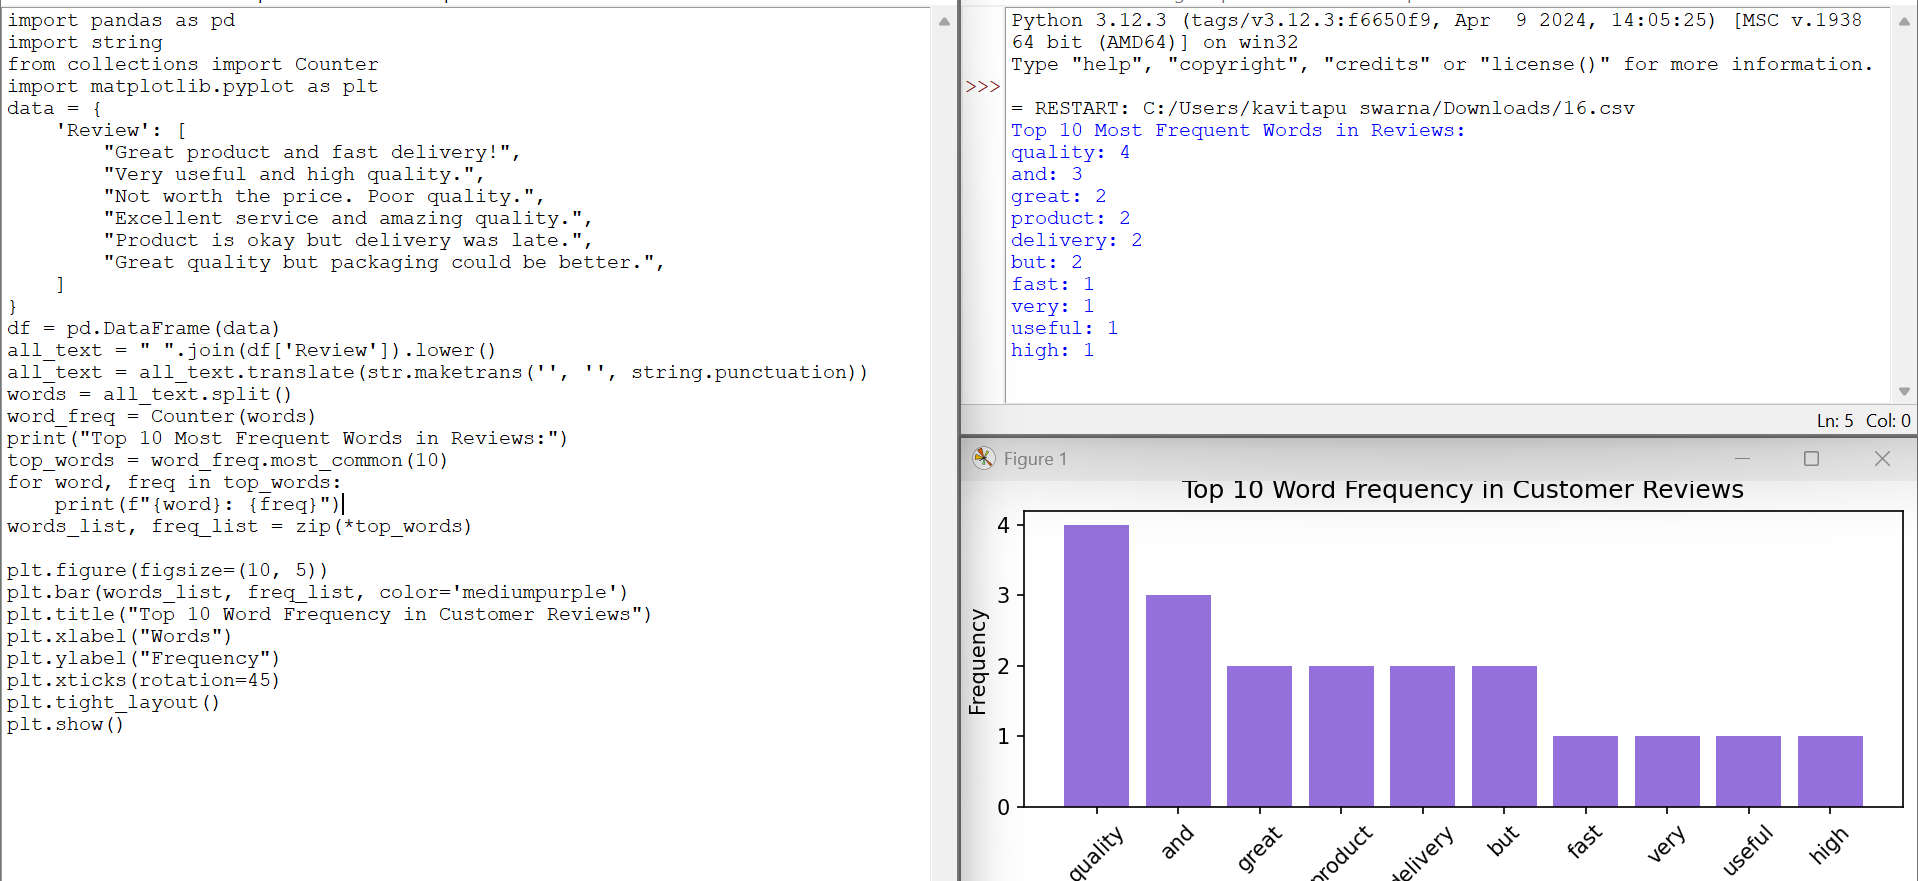 import pandas as pd
import string
from collections import Counter
import matplotlib.pyplot as plt
data = {
    'Review': [
        "Great product and fast delivery!",
        "Very useful and high quality.",
        "Not worth the price. Poor quality.",
        "Excellent service and amazing quality.",
        "Product is okay but delivery was late.",
        "Great quality but packaging could be better.",
    ]
}
df = pd.DataFrame(data)
all_text = " ".join(df['Review']).lower()
all_text = all_text.translate(str.maketrans('', '', string.punctuation))
words = all_text.split()
word_freq = Counter(words)
print("Top 10 Most Frequent Words in Reviews:")
top_words = word_freq.most_common(10)
for word, freq in top_words:
    print(f"{word}: {freq}")
words_list, freq_list = zip(*top_words)

plt.figure(figsize=(10, 5))
plt.bar(words_list, freq_list, color='mediumpurple')
plt.title("Top 10 Word Frequency in Customer Reviews")
plt.xlabel("Words")
plt.ylabel("Frequency")
plt.xticks(rotation=45)
plt.tight_layout()
plt.show()
Python 3.12.3 (tags/v3.12.3:f6650f9, Apr  9 2024, 14:05:25) [MSC v.1938
64 bit (AMD64)] on win32
Type "help", "copyright", "credits" or "license()" for more information.
>>>
= RESTART: C:/Users/kavitapu swarna/Downloads/16.csv
Top 10 Most Frequent Words in Reviews:
quality: 4
and: 3
great: 2
product: 2
delivery: 2
but: 2
fast: 1
very: 1
useful: 1
high: 1
Ln: 5 Col: 0
Figure 1
Top 10 Word Frequency in Customer Reviews
Frequency
4
3
2
1
0
quality
and
great
product
delivery
but
fast
very
useful
high